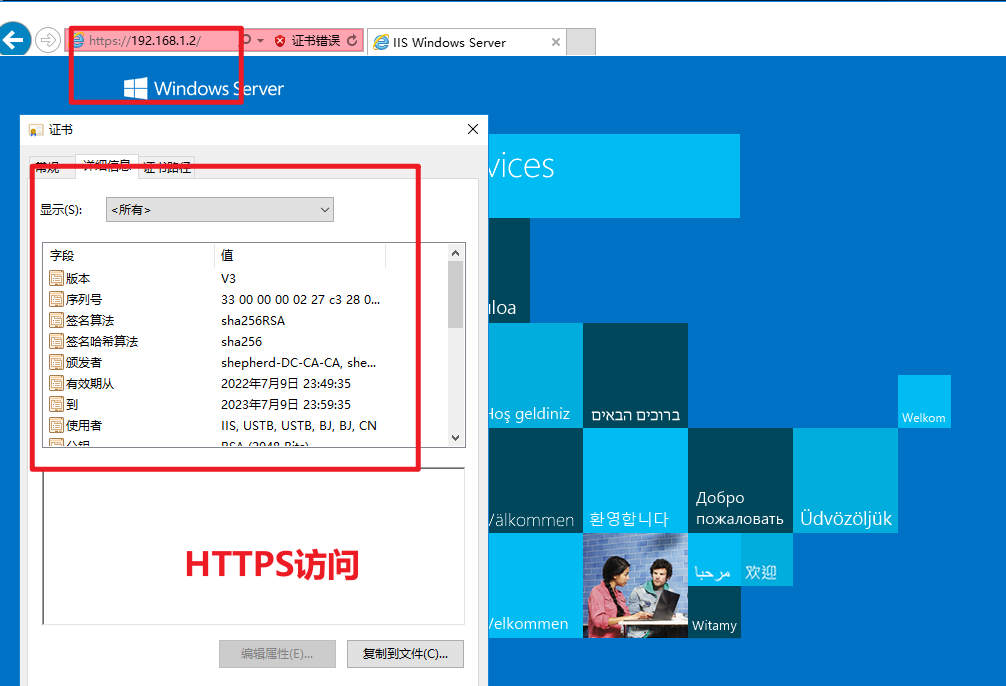 https://192.168.1.2/
证书错误
IIS Windows Server
Windows Server
证书
常规
详细信息
证书路径
显示(S):
<所有>
字段 值
版本 V3
序列号 33 00 00 00 02 27 c3 28 0...
签名算法 sha256RSA
签名哈希算法 sha256
颁发者 shepherd-DC-CA-CA, she...
有效期从 2022年7月9日 23:49:35
到 2023年7月9日 23:59:35
使用者 IIS, USTB, USTB, BJ, BJ, CN
公钥 RSA (2048 Bits)
HTTPS访问
编辑属性(E)...
复制到文件(C)...
vices
loa
Hoş geldiniz
ברוכים הבאים
Welkom
Välkommen
환영합니다
Добро
пожаловать
Üdvözöljük
مرحبا
欢迎
Velkommen
Witamy